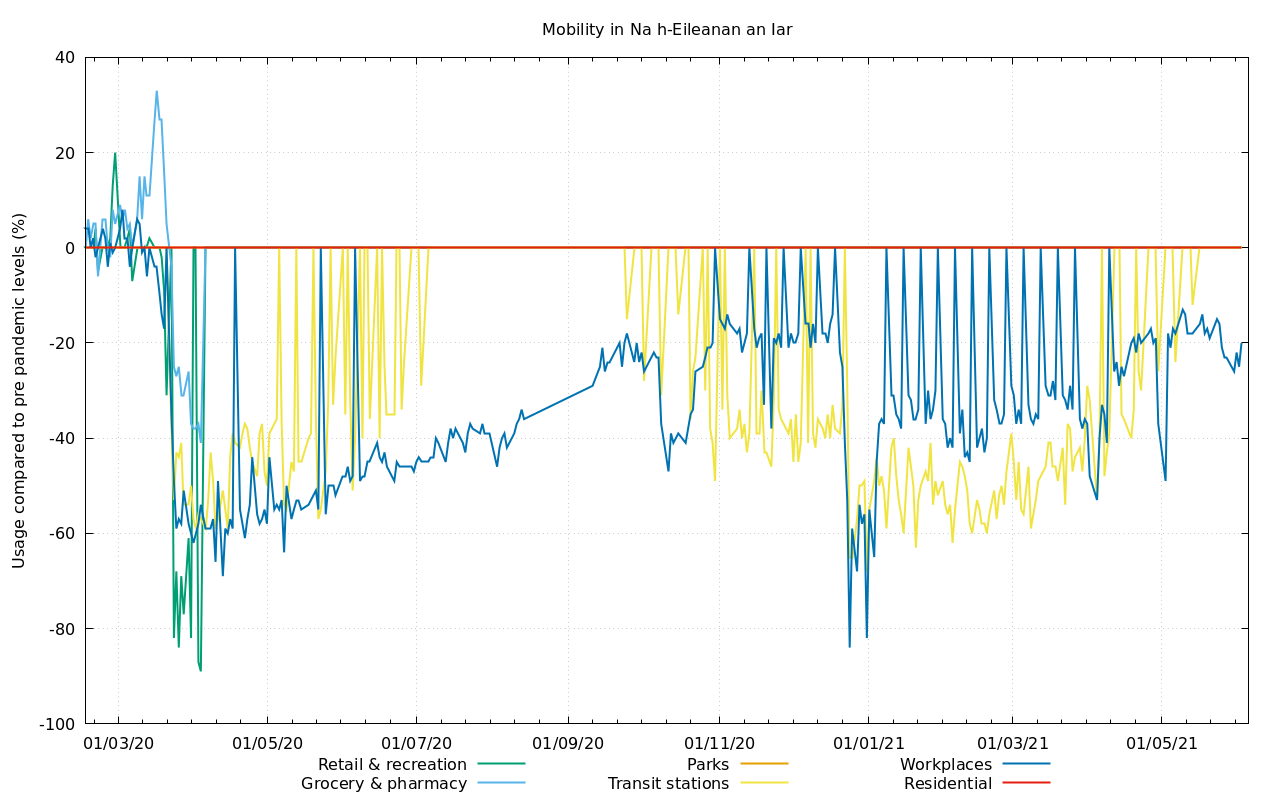 Mobility in Na h-Eileanan an Iar
Usage compared to pre pandemic levels (%)
40
20
0
-20
-40
-60
-80
-100
01/03/20 01/05/20 01/07/20 01/09/20 01/11/20 01/01/21 01/03/21 01/05/21
Retail & recreation Parks Workplaces
Grocery & pharmacy Transit stations Residential